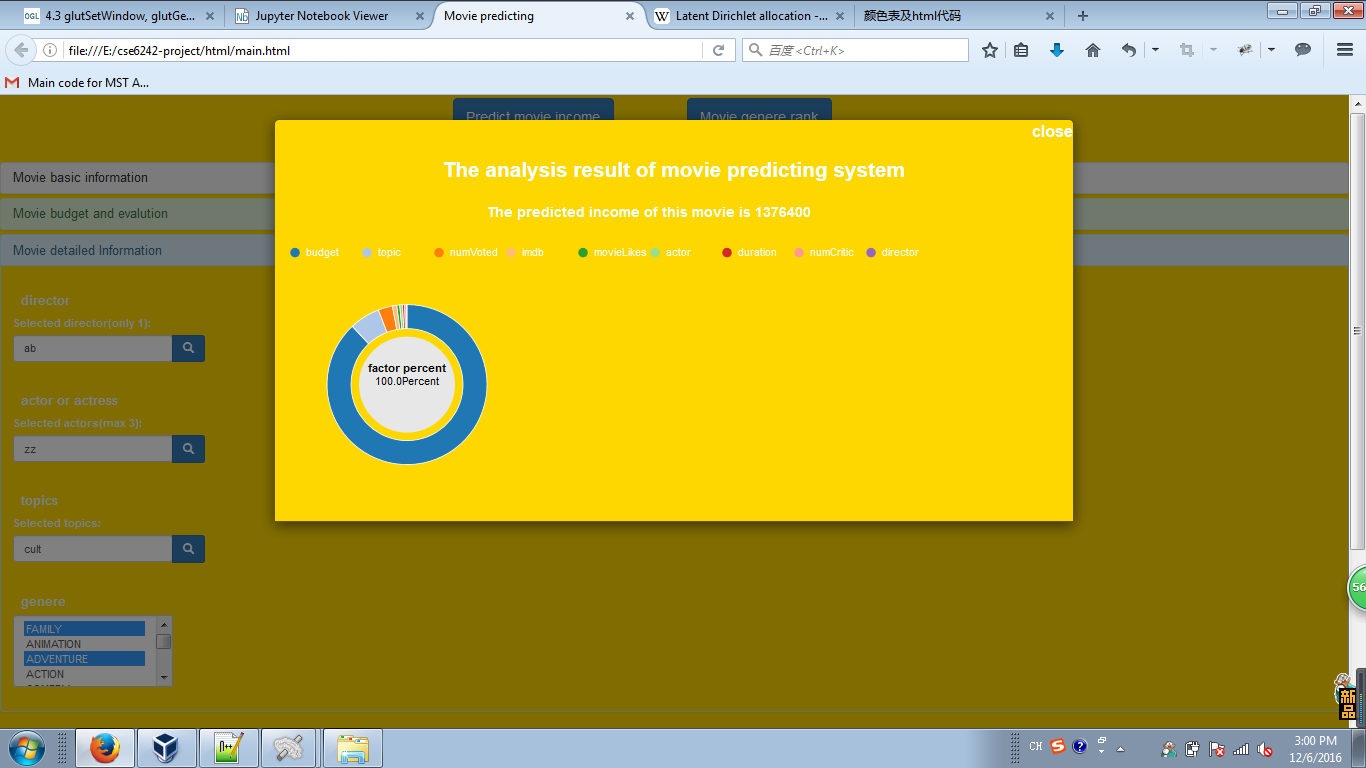 4.3 glutSetWindow, glutGe...
Jupyter Notebook Viewer
Movie predicting
Latent Dirichlet allocation -...
颜色表及html代码
file:///E:/cse6242-project/html/main.html
百度 <Ctrl+K>
Main code for MST A...
Predict movie income
Movie genere rank
close
The analysis result of movie predicting system
The predicted income of this movie is 1376400
budget topic numVoted imdb movieLikes actor duration numCritic director
factor percent
100.0Percent
Movie basic information
Movie budget and evalution
Movie detailed Information
director
Selected director(only 1):
ab
actor or actress
Selected actors(max 3):
zz
topics
Selected topics:
cult
genere
FAMILY
ANIMATION
ADVENTURE
ACTION
56
新品
CH
3:00 PM
12/6/2016